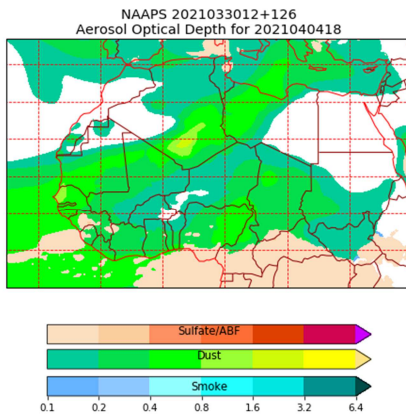 NAAPS 2021033012+126
Aerosol Optical Depth for 2021040418
Sulfate/ABF
Dust
Smoke
0.1 0.2 0.4 0.8 1.6 3.2 6.4